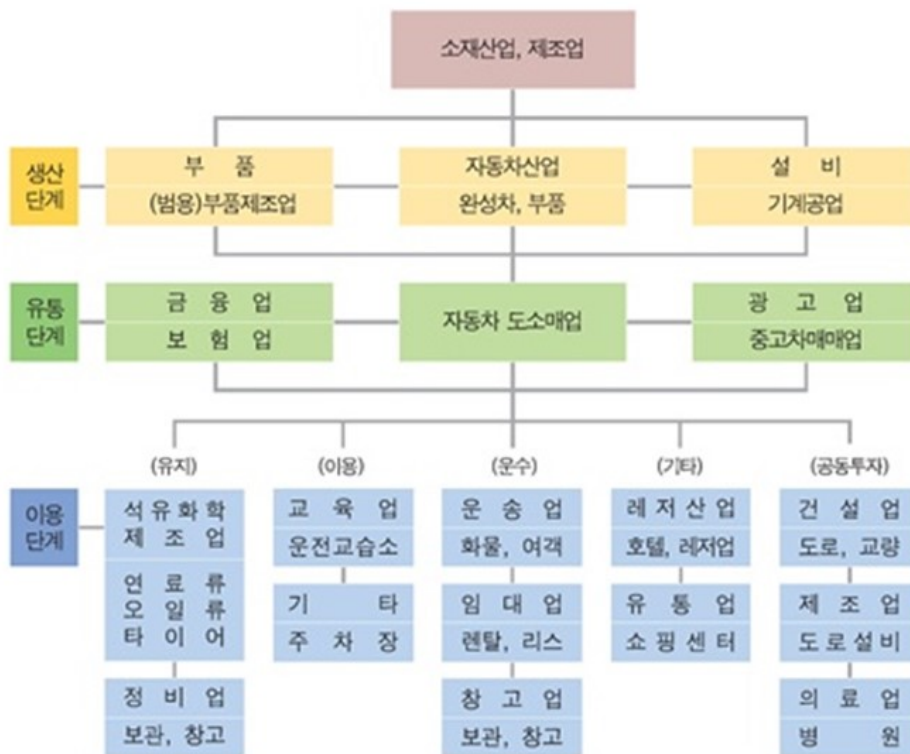 소재산업, 제조업
생산
단계
부 품
(범용)부품제조업
자동차산업
완성차, 부품
설 비
기계공업
유통
단계
금 융 업
보 험 업
자동차 도소매업
광 고 업
중고차매매업
(유지)
(이용)
(운수)
(기타)
(공동투자)
이용
단계
석유화학
제 조 업
연 료 류
오 일 류
타 이 어
정 비 업
보관, 창고
교 육 업
운전교습소
기 타
주 차 장
운 송 업
화물, 여객
임 대 업
렌탈, 리스
창 고 업
보관, 창고
레저산업
호텔, 레저업
유 통 업
쇼핑센터
건 설 업
도로, 교량
제 조 업
도로설비
의 료 업
병 원